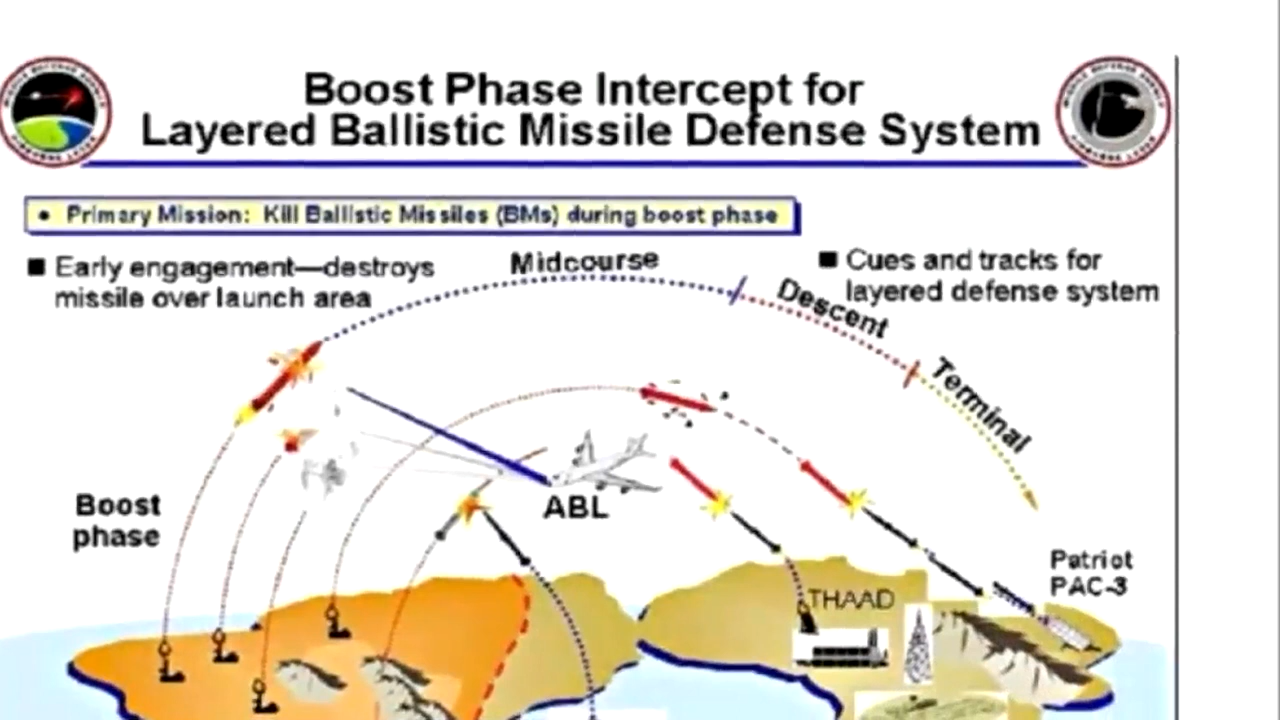 Boost Phase Intercept for
Layered Ballistic Missile Defense System
• Primary Mission: Kill Ballistic Missiles (BMs) during boost phase
■ Early engagement—destroys
missile over launch area
Midcourse
■ Cues and tracks for
layered defense system
Descent
Terminal
Boost
phase
ABL
Patriot
PAC-3
THAAD